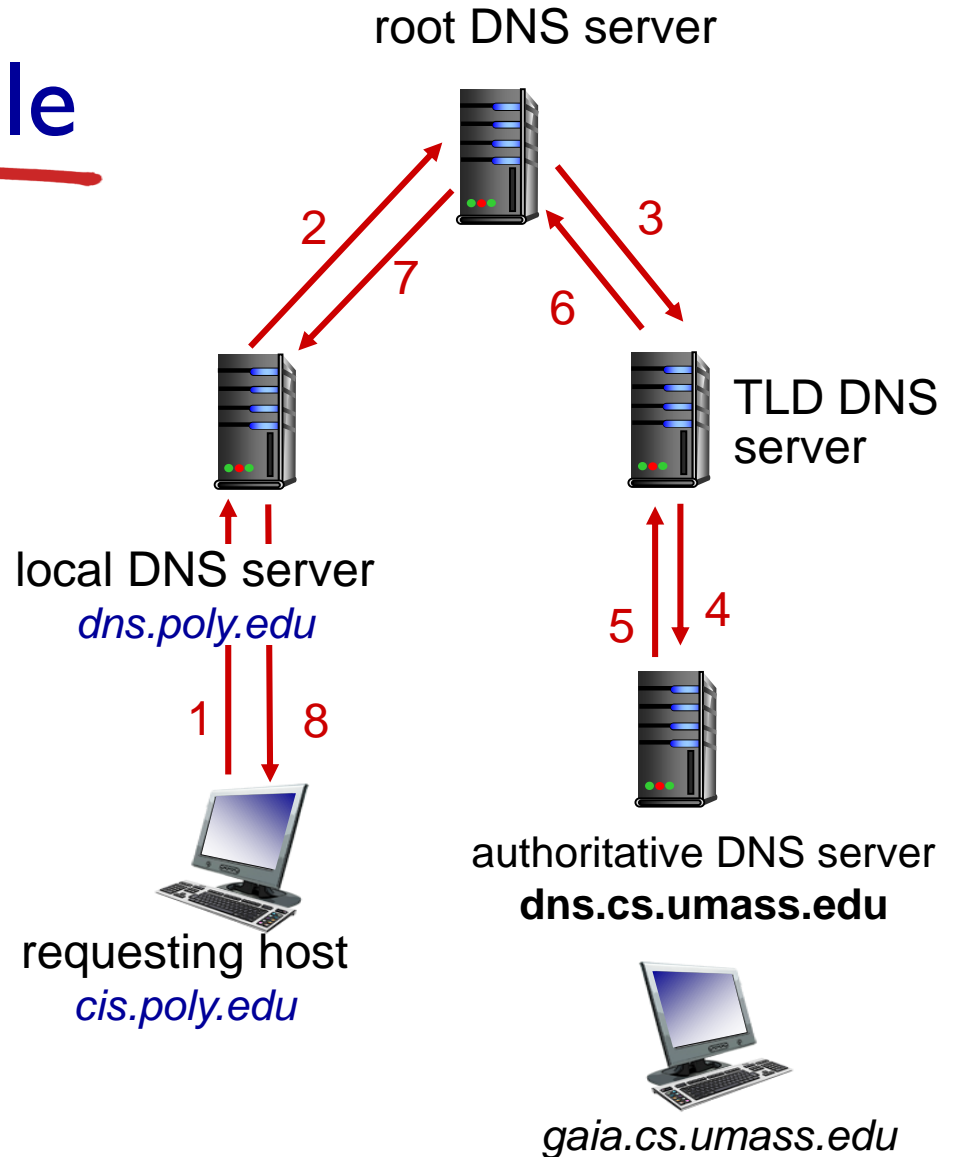 root DNS server
le
2
3
7
6
TLD DNS
server
local DNS server
dns.poly.edu
5
4
1
8
authoritative DNS server
dns.cs.umass.edu
requesting host
cis.poly.edu
gaia.cs.umass.edu